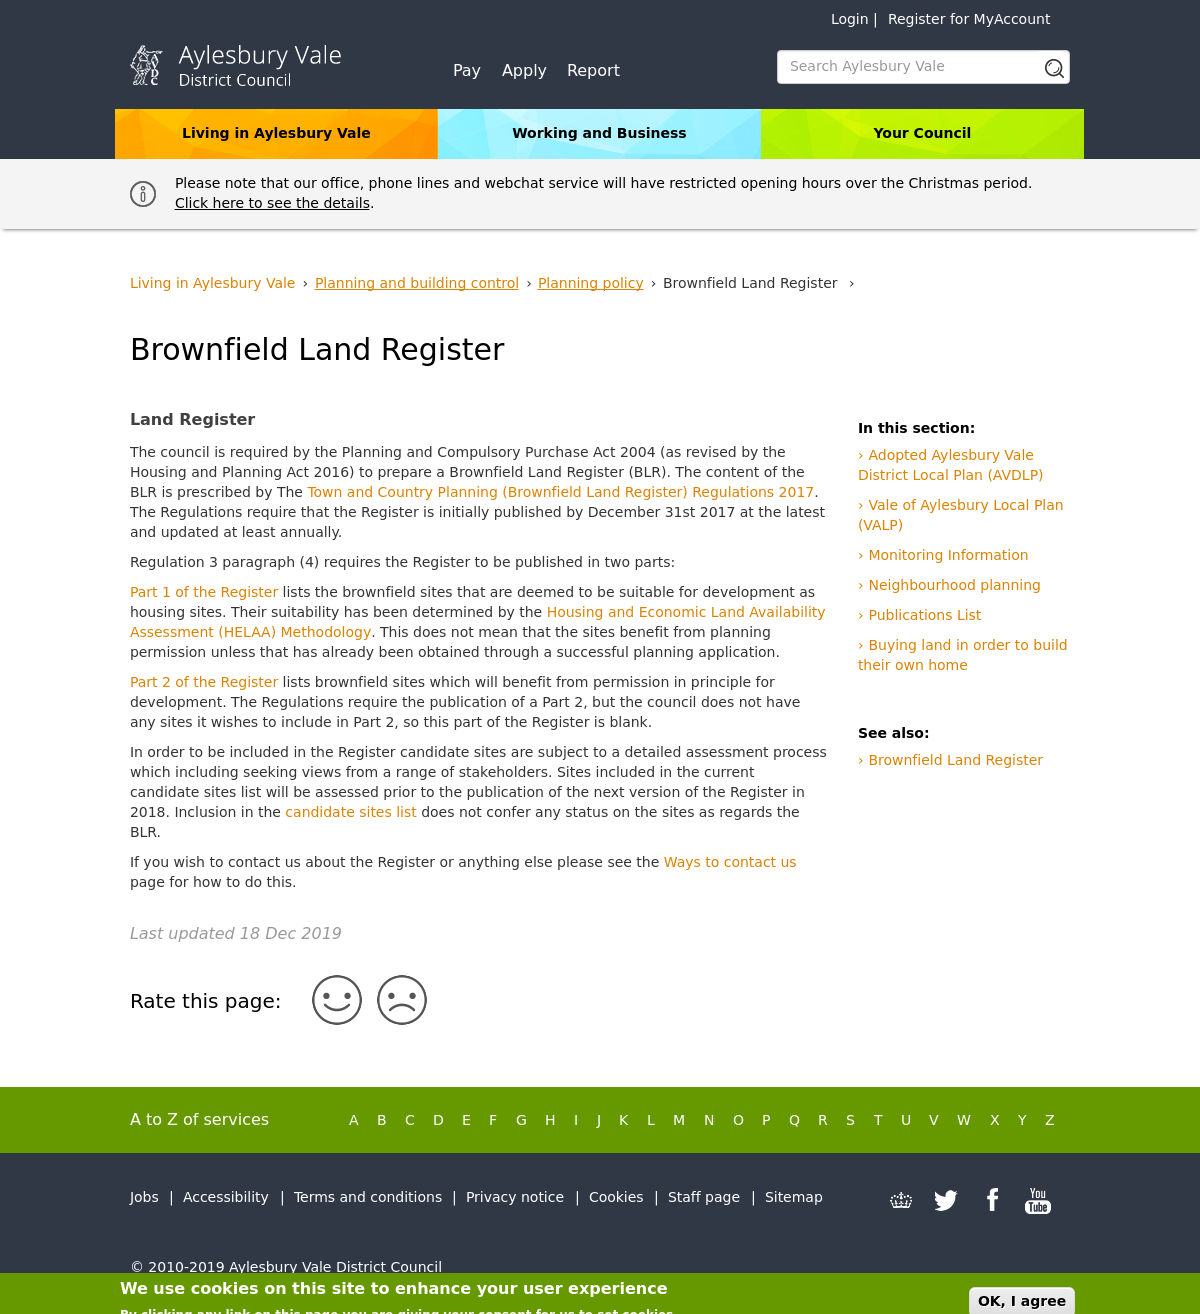 Login | Register for MyAccount
Aylesbury Vale
District Council
Pay Apply Report
Search Aylesbury Vale
Living in Aylesbury Vale Working and Business Your Council
Please note that our office, phone lines and webchat service will have restricted opening hours over the Christmas period.
Click here to see the details.
Living in Aylesbury Vale › Planning and building control › Planning policy › Brownfield Land Register ›
Brownfield Land Register
Land Register
The council is required by the Planning and Compulsory Purchase Act 2004 (as revised by the
Housing and Planning Act 2016) to prepare a Brownfield Land Register (BLR). The content of the
BLR is prescribed by The Town and Country Planning (Brownfield Land Register) Regulations 2017.
The Regulations require that the Register is initially published by December 31st 2017 at the latest
and updated at least annually.
Regulation 3 paragraph (4) requires the Register to be published in two parts:
Part 1 of the Register lists the brownfield sites that are deemed to be suitable for development as
housing sites. Their suitability has been determined by the Housing and Economic Land Availability
Assessment (HELAA) Methodology. This does not mean that the sites benefit from planning
permission unless that has already been obtained through a successful planning application.
Part 2 of the Register lists brownfield sites which will benefit from permission in principle for
development. The Regulations require the publication of a Part 2, but the council does not have
any sites it wishes to include in Part 2, so this part of the Register is blank.
In order to be included in the Register candidate sites are subject to a detailed assessment process
which including seeking views from a range of stakeholders. Sites included in the current
candidate sites list will be assessed prior to the publication of the next version of the Register in
2018. Inclusion in the candidate sites list does not confer any status on the sites as regards the
BLR.
If you wish to contact us about the Register or anything else please see the Ways to contact us
page for how to do this.
Last updated 18 Dec 2019
Rate this page:
In this section:
› Adopted Aylesbury Vale
District Local Plan (AVDLP)
› Vale of Aylesbury Local Plan
(VALP)
› Monitoring Information
› Neighbourhood planning
› Publications List
› Buying land in order to build
their own home
See also:
› Brownfield Land Register
A to Z of services A B C D E F G H I J K L M N O P Q R S T U V W X Y Z
Jobs | Accessibility | Terms and conditions | Privacy notice | Cookies | Staff page | Sitemap
You
Tube
© 2010-2019 Aylesbury Vale District Council
We use cookies on this site to enhance your user experience
By clicking any link on this page you are giving your consent for us to set cookies.
OK, I agree